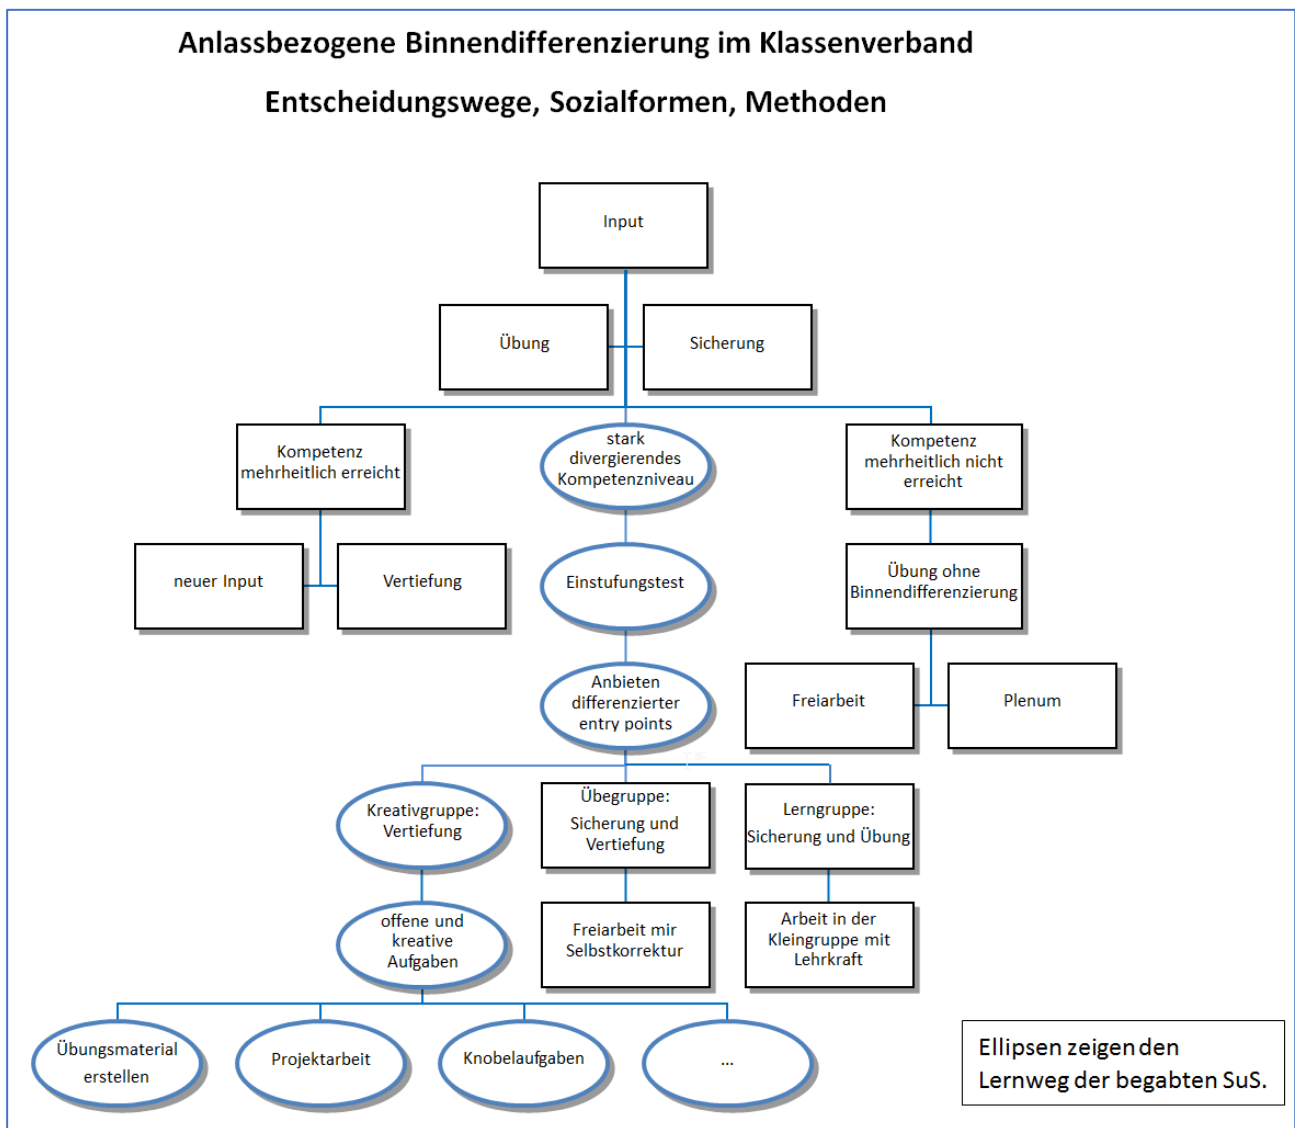 Anlassbezogene Binnendifferenzierung im Klassenverband
Entscheidungswege, Sozialformen, Methoden
Input
Übung
Sicherung
Kompetenz
mehrheitlich erreicht
stark
divergierendes
Kompetenzniveau
Kompetenz
mehrheitlich nicht
erreicht
neuer Input
Vertiefung
Einstufungstest
Übung ohne
Binnendifferenzierung
Anbieten
differenzierter
entry points
Freiarbeit
Plenum
Kreativgruppe:
Vertiefung
Übegruppe:
Sicherung und
Vertiefung
Lerngruppe:
Sicherung und Übung
offene und
kreative
Aufgaben
Freiarbeit mir
Selbstkorrektur
Arbeit in der
Kleingruppe mit
Lehrkraft
Übungsmaterial
erstellen
Projektarbeit
Knobelaufgaben
...
Ellipsen zeigen den
Lernweg der begabten SuS.